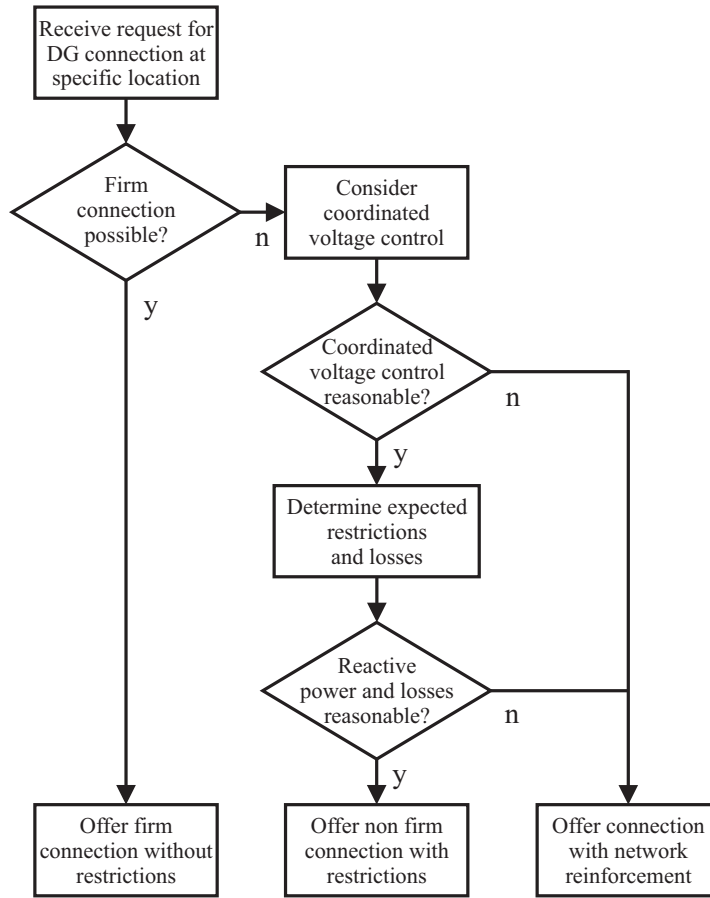 Receive request for
DG connection at
specific location
Firm
connection
possible?
n
y
Consider
coordinated
voltage control
Coordinated
voltage control
reasonable?
n
y
Determine expected
restrictions
and losses
Reactive
power and losses
reasonable?
n
y
Offer firm
connection without
restrictions
Offer non firm
connection with
restrictions
Offer connection
with network
reinforcement